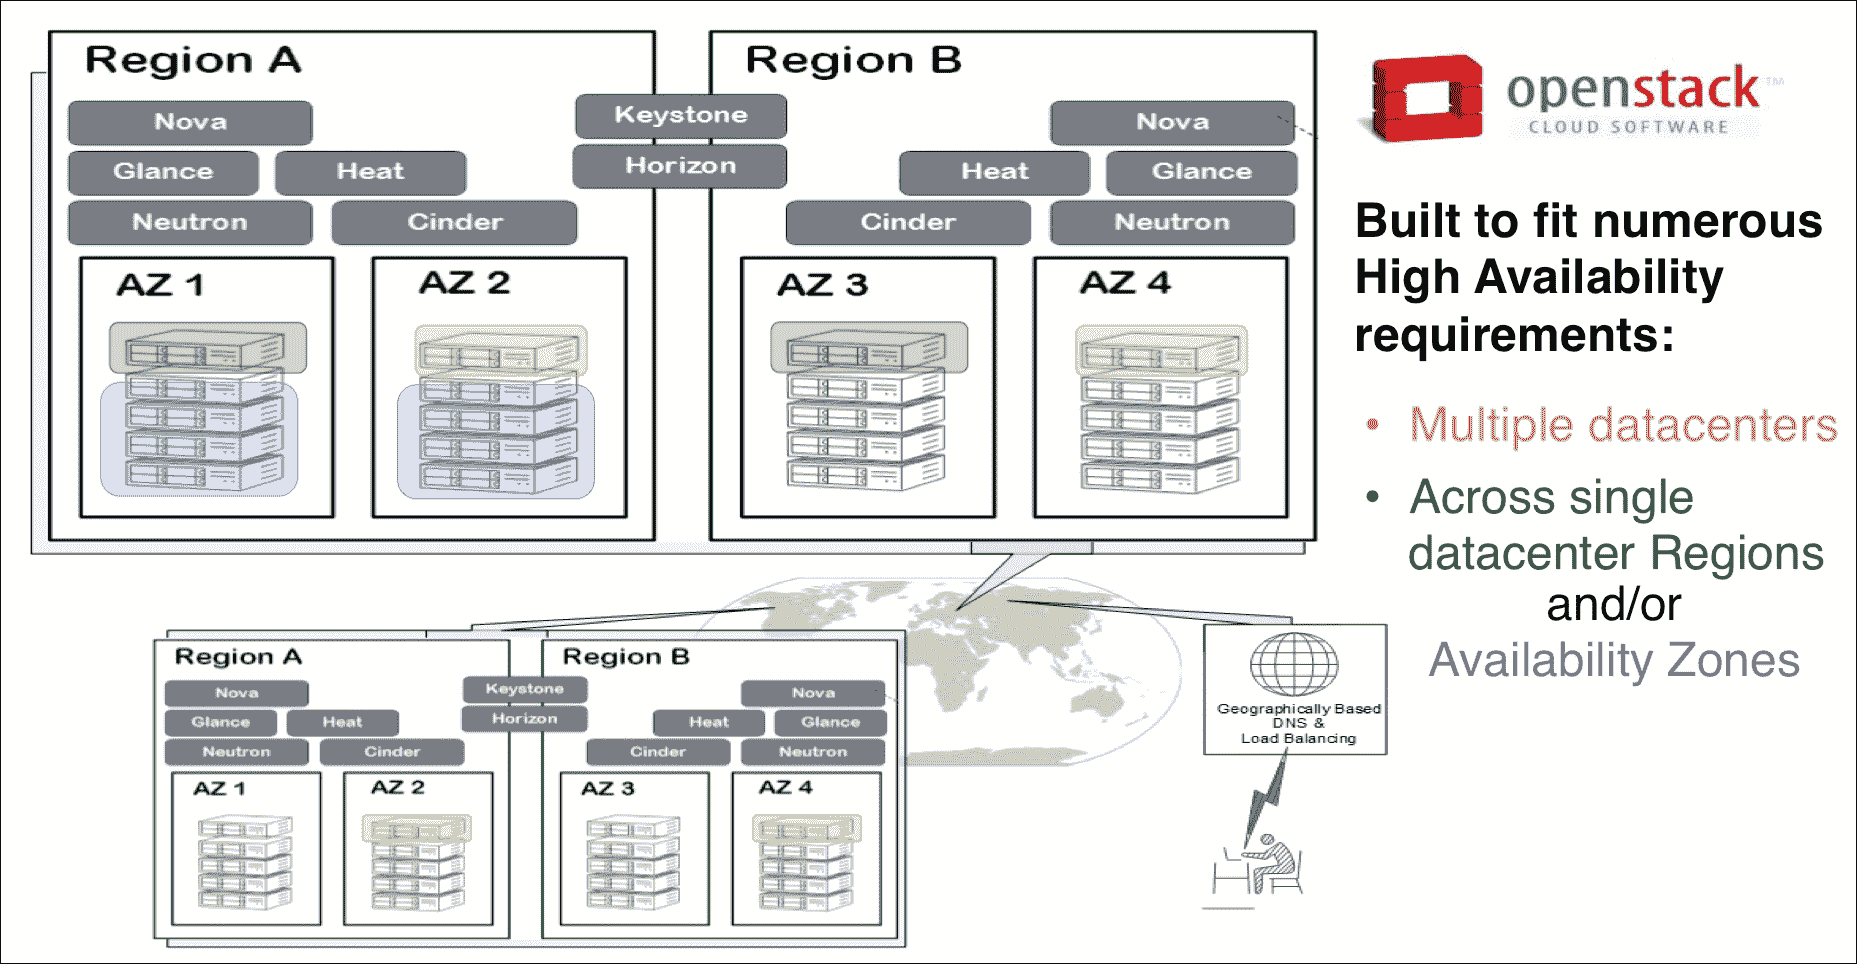 Region A
Nova
Glance
Heat
Neutron
Cinder
AZ 1
AZ 2
Keystone
Horizon
Region B
Nova
Heat
Glance
Cinder
Neutron
AZ 3
AZ 4
openstack™
CLOUD SOFTWARE
Built to fit numerous
High Availability
requirements:
• Multiple datacenters
• Across single
datacenter Regions
and/or
Availability Zones
Region A
Nova
Glance
Heat
Neutron
Cinder
AZ 1
AZ 2
Keystone
Horizon
Region B
Nova
Heat
Glance
Cinder
Neutron
AZ 3
AZ 4
Geographically Based
DNS &
Load Balancing